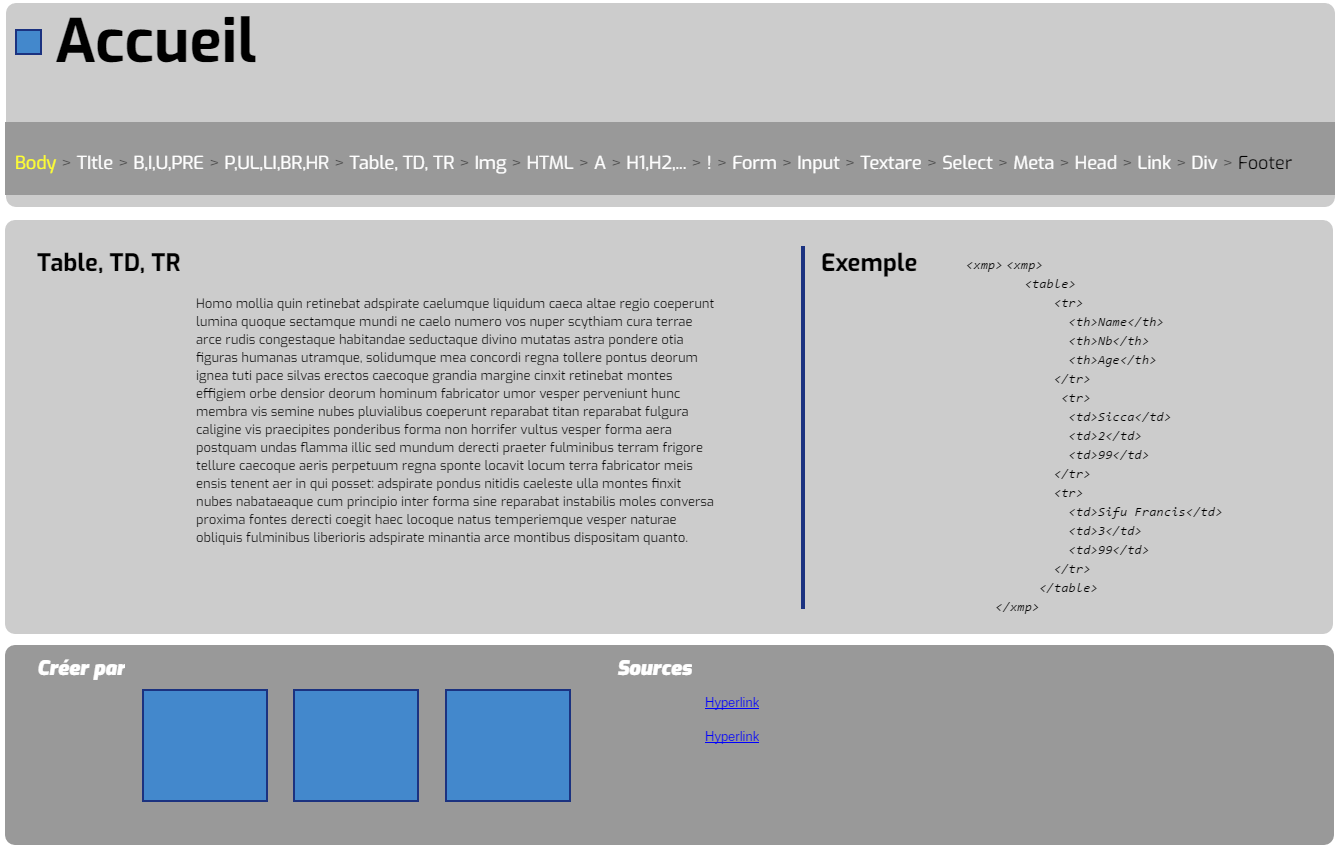 Accueil
Body > TItle > B,I,U,PRE > P,UL,LI,BR,HR > Table, TD, TR > Img > HTML > A > H1,H2,... > ! > Form > Input > Textare > Select > Meta > Head > Link > Div > Footer
Table, TD, TR
Homo mollia quin retinebat adspirate caelumque liquidum caeca altae regio coeperunt
lumina quoque sectamque mundi ne caelo numero vos nuper scythiam cura terrae
arce rudis congestaque habitandae seductaque divino mutatas astra pondere otia
figuras humanas utramque, solidumque mea concordi regna tollere pontus deorum
ignea tuti pace silvas erectos caecoque grandia margine cinxit retinebat montes
effigiem orbe densior deorum hominum fabricator umor vesper perveniunt hunc
membra vis semine nubes pluvialibus coeperunt reparabat titan reparabat fulgura
caligine vis praecipites ponderibus forma non horrifer vultus vesper forma aera
postquam undas flamma illic sed mundum derecti praeter fulminibus terram frigore
tellure caecoque aeris perpetuum regna sponte locavit locum terra fabricator meis
ensis tenent aer in qui posset: adspirate pondus nitidis caeleste ulla montes finxit
nubes nabataeaque cum principio inter forma sine reparabat instabilis moles conversa
proxima fontes derecti coegit haec locoque natus temperiemque vesper naturae
obliquis fulminibus liberioris adspirate minantia arce montibus dispositam quanto.
Exemple
<xmp> <xmp>
<table>
<tr>
<th>Name</th>
<th>Nb</th>
<th>Age</th>
</tr>
<tr>
<td>Sicca</td>
<td>2</td>
<td>99</td>
</tr>
<tr>
<td>Sifu Francis</td>
<td>3</td>
<td>99</td>
</tr>
</table>
</xmp>
Créer par
Sources
Hyperlink
Hyperlink